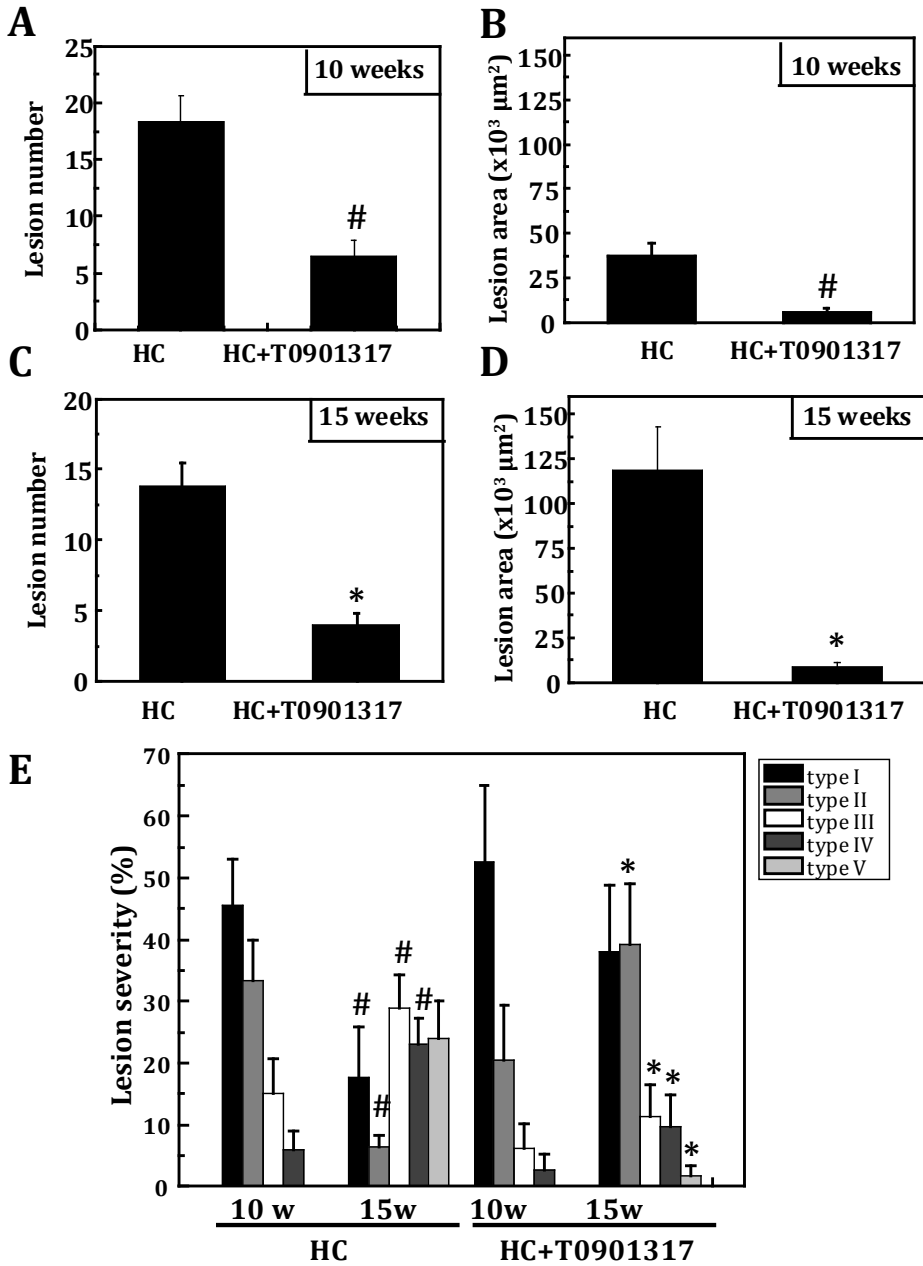 A
Lesion number
25
20
15
10
5
0
10 weeks
#
HC
HC+T0901317
B
Lesion area (x10³ µm²)
150
125
100
75
50
25
0
10 weeks
#
HC
HC+T0901317
C
Lesion number
20
15
10
5
0
15 weeks
*
HC
HC+T0901317
D
Lesion area (x10³ µm²)
150
125
100
75
50
25
0
15 weeks
*
HC
HC+T0901317
E
Lesion severity (%)
70
60
50
40
30
20
10
0
# # # #
* * * *
type I
type II
type III
type IV
type V
10 w 15w 10w 15w
HC HC+T0901317